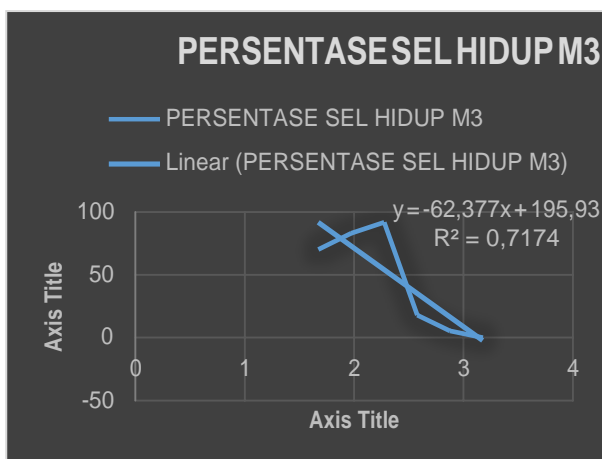 PERSENTASE SEL HIDUP M3
PERSENTASE SEL HIDUP M3
Linear (PERSENTASE SEL HIDUP M3)
y = -62,377x + 195,93
R² = 0,7174
100
50
0
-50
Axis Title
0 1 2 3 4
Axis Title